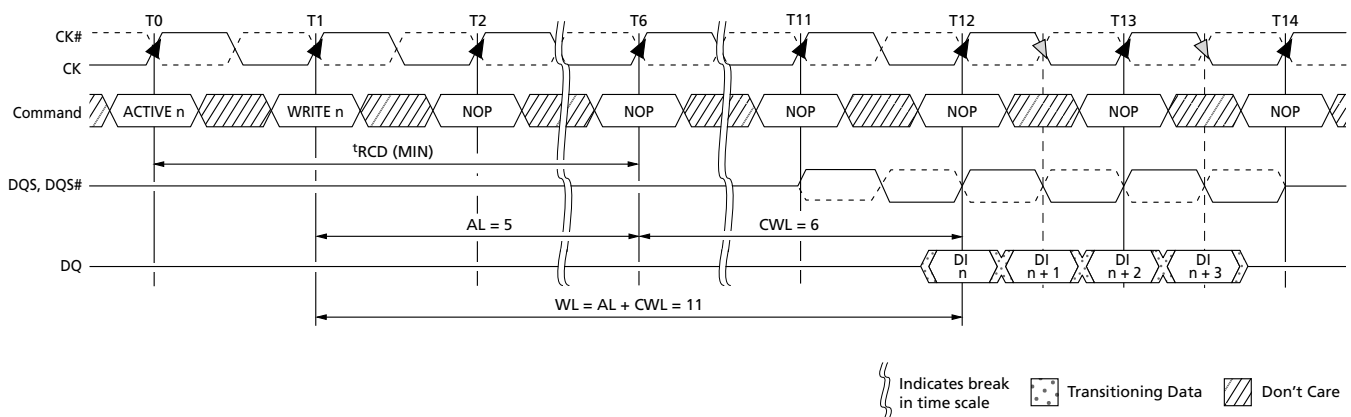 T0 T1 T2 T6 T11 T12 T13 T14
CK#
CK
Command ACTIVE n WRITE n NOP NOP NOP NOP NOP NOP
tRCD (MIN)
DQS, DQS#
AL = 5 CWL = 6
DQ DI n DI n + 1 DI n + 2 DI n + 3
WL = AL + CWL = 11
Indicates break
in time scale
Transitioning Data
Don't Care